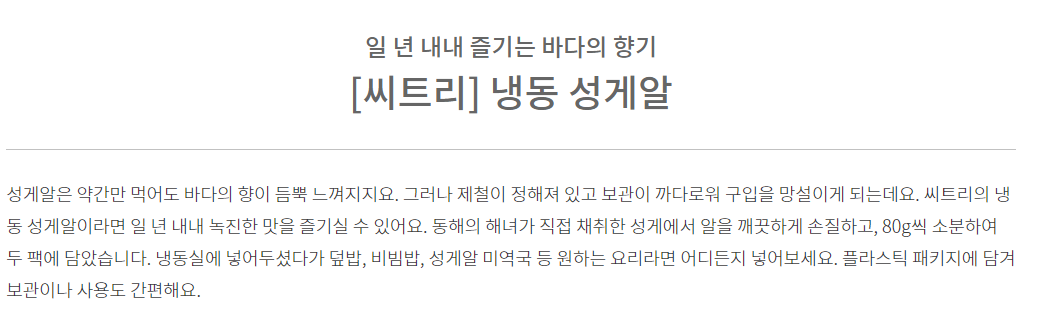 일 년 내내 즐기는 바다의 향기
[씨트리] 냉동 성게알
성게알은 약간만 먹어도 바다의 향이 듬뿍 느껴지지요. 그러나 제철이 정해져 있고 보관이 까다로워 구입을 망설이게 되는데요. 씨트리의 냉
동 성게알이라면 일 년 내내 녹진한 맛을 즐기실 수 있어요. 동해의 해녀가 직접 채취한 성게에서 알을 깨끗하게 손질하고, 80g씩 소분하여
두 팩에 담았습니다. 냉동실에 넣어두셨다가 덮밥, 비빔밥, 성게알 미역국 등 원하는 요리라면 어디든지 넣어보세요. 플라스틱 패키지에 담겨
보관이나 사용도 간편해요.